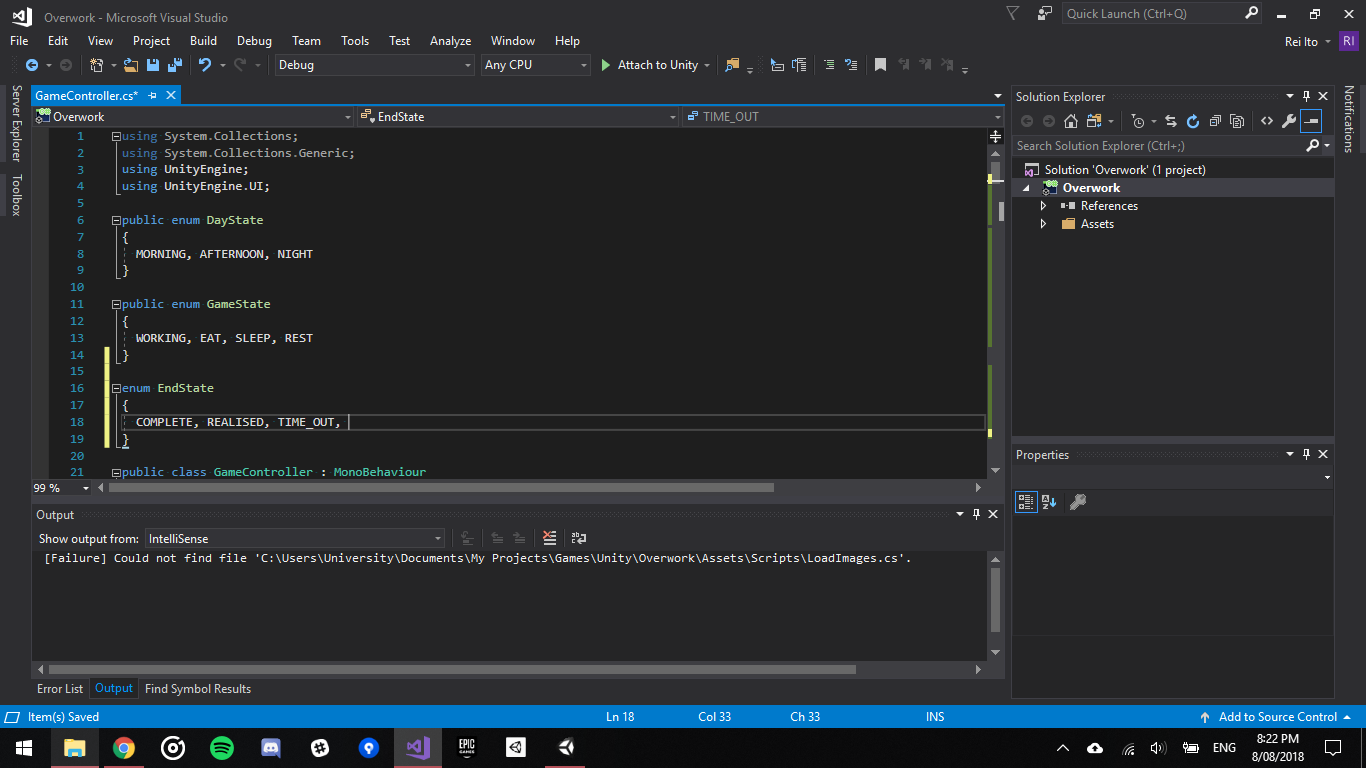 Overwork - Microsoft Visual Studio
Quick Launch (Ctrl+Q)
File Edit View Project Build Debug Team Tools Test Analyze Window Help
Rei Ito RI
Debug Any CPU Attach to Unity
Server Explorer
Toolbox
GameController.cs*
Overwork EndState TIME_OUT
1 using System.Collections;
2 using System.Collections.Generic;
3 using UnityEngine;
4 using UnityEngine.UI;
5
6 public enum DayState
7 {
8 MORNING, AFTERNOON, NIGHT
9 }
10
11 public enum GameState
12 {
13 WORKING, EAT, SLEEP, REST
14 }
15
16 enum EndState
17 {
18 COMPLETE, REALISED, TIME_OUT,
19 }
20
21 public class GameController : MonoBehaviour
99 %
Output
Show output from: IntelliSense
[Failure] Could not find file 'C:\Users\University\Documents\My Projects\Games\Unity\Overwork\Assets\Scripts\LoadImages.cs'.
Error List Output Find Symbol Results
Solution Explorer
Search Solution Explorer (Ctrl+;)
Solution 'Overwork' (1 project)
Overwork
References
Assets
Properties
Notifications
Item(s) Saved Ln 18 Col 33 Ch 33 INS Add to Source Control
EPIC GAMES
ENG
8:22 PM
8/08/2018